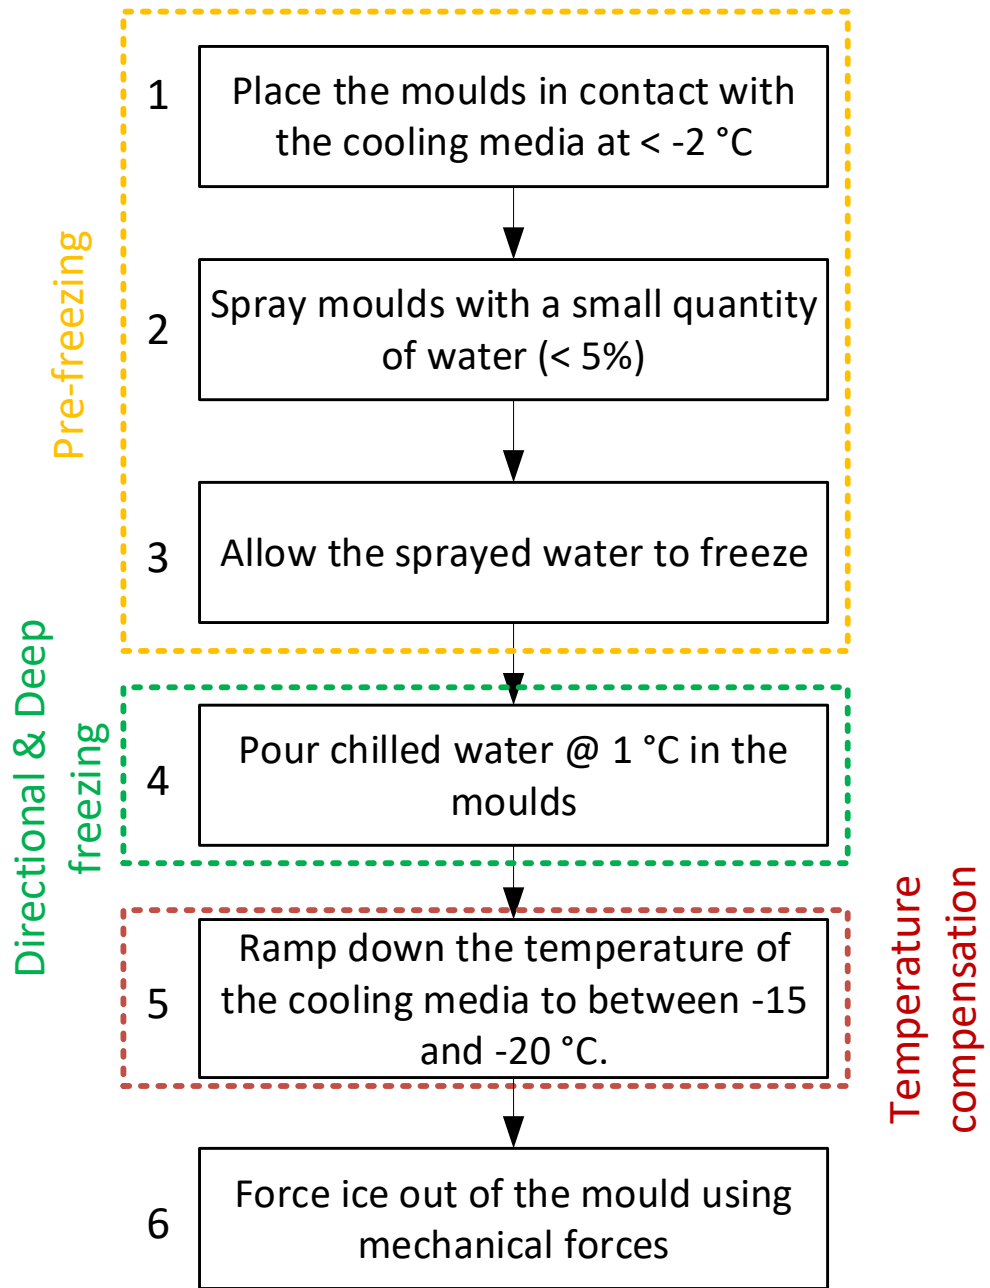 1
Place the moulds in contact with
the cooling media at < -2 °C
Pre-freezing
2
Spray moulds with a small quantity
of water (< 5%)
3
Allow the sprayed water to freeze
Directional & Deep
freezing
4
Pour chilled water @ 1 °C in the
moulds
5
Ramp down the temperature of
the cooling media to between -15
and -20 °C.
Temperature
compensation
6
Force ice out of the mould using
mechanical forces